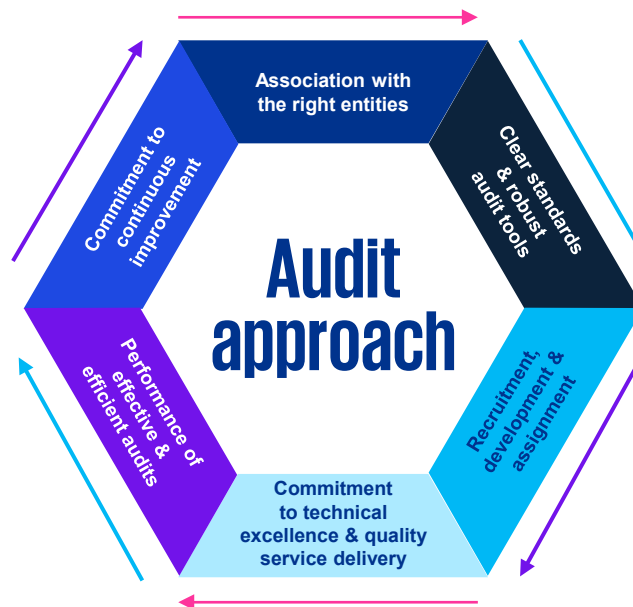 Association with
the right entities
Clear standards
& robust
audit tools
Recruitment,
development &
assignment
Commitment
to technical
excellence & quality
service delivery
Performance of
effective &
efficient audits
Commitment to
continuous
improvement
Audit
approach